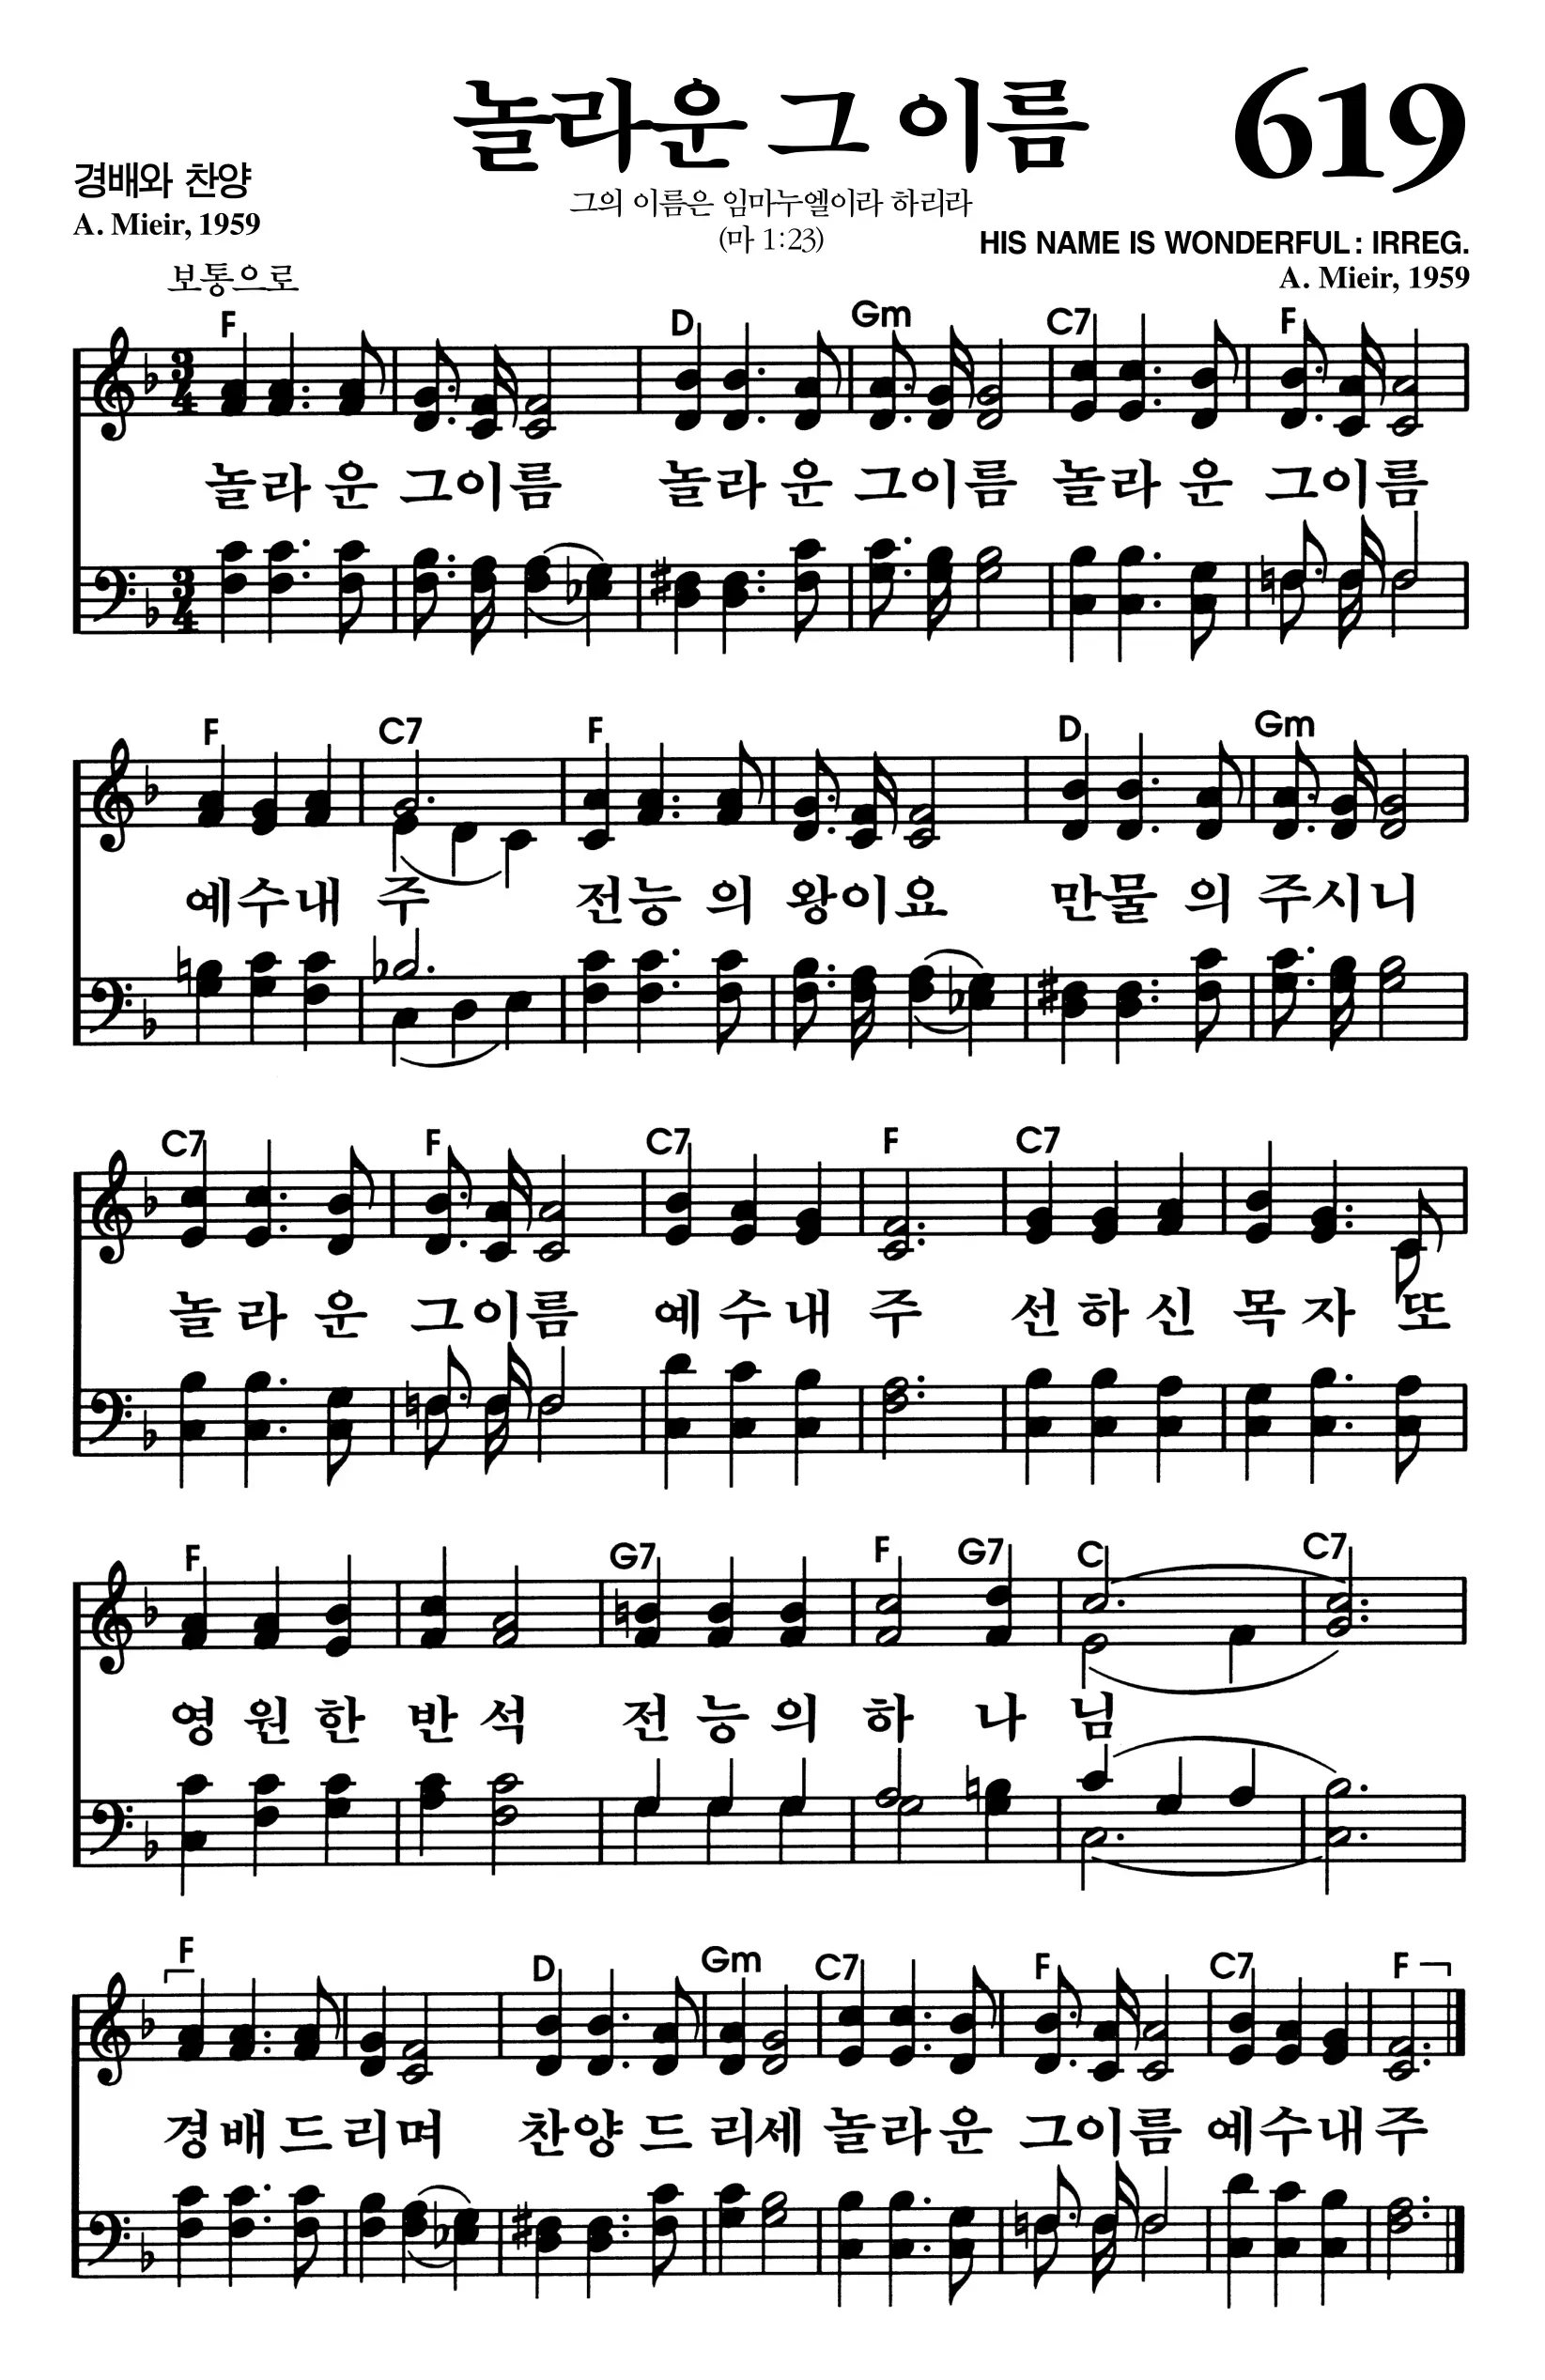 놀라운 그 이름
619
경배와 찬양
A. Mieir, 1959
그의 이름은 임마누엘이라 하리라
(마 1:23)
HIS NAME IS WONDERFUL: IRREG.
A. Mieir, 1959
보통으로
F D Gm C7 F
놀라운 그이름 놀라운 그이름 놀라운 그이름
F C7 F D Gm
예수내 주 전능의 왕이요 만물의 주시니
C7 F C7 F C7
놀라운 그이름 예수내 주 선하신 목자 또
F G7 F G7 C C7
영원한 반석 전능의 하나님
F D Gm C7 F C7 F
경배드리며 찬양드리세 놀라운 그이름 예수내주